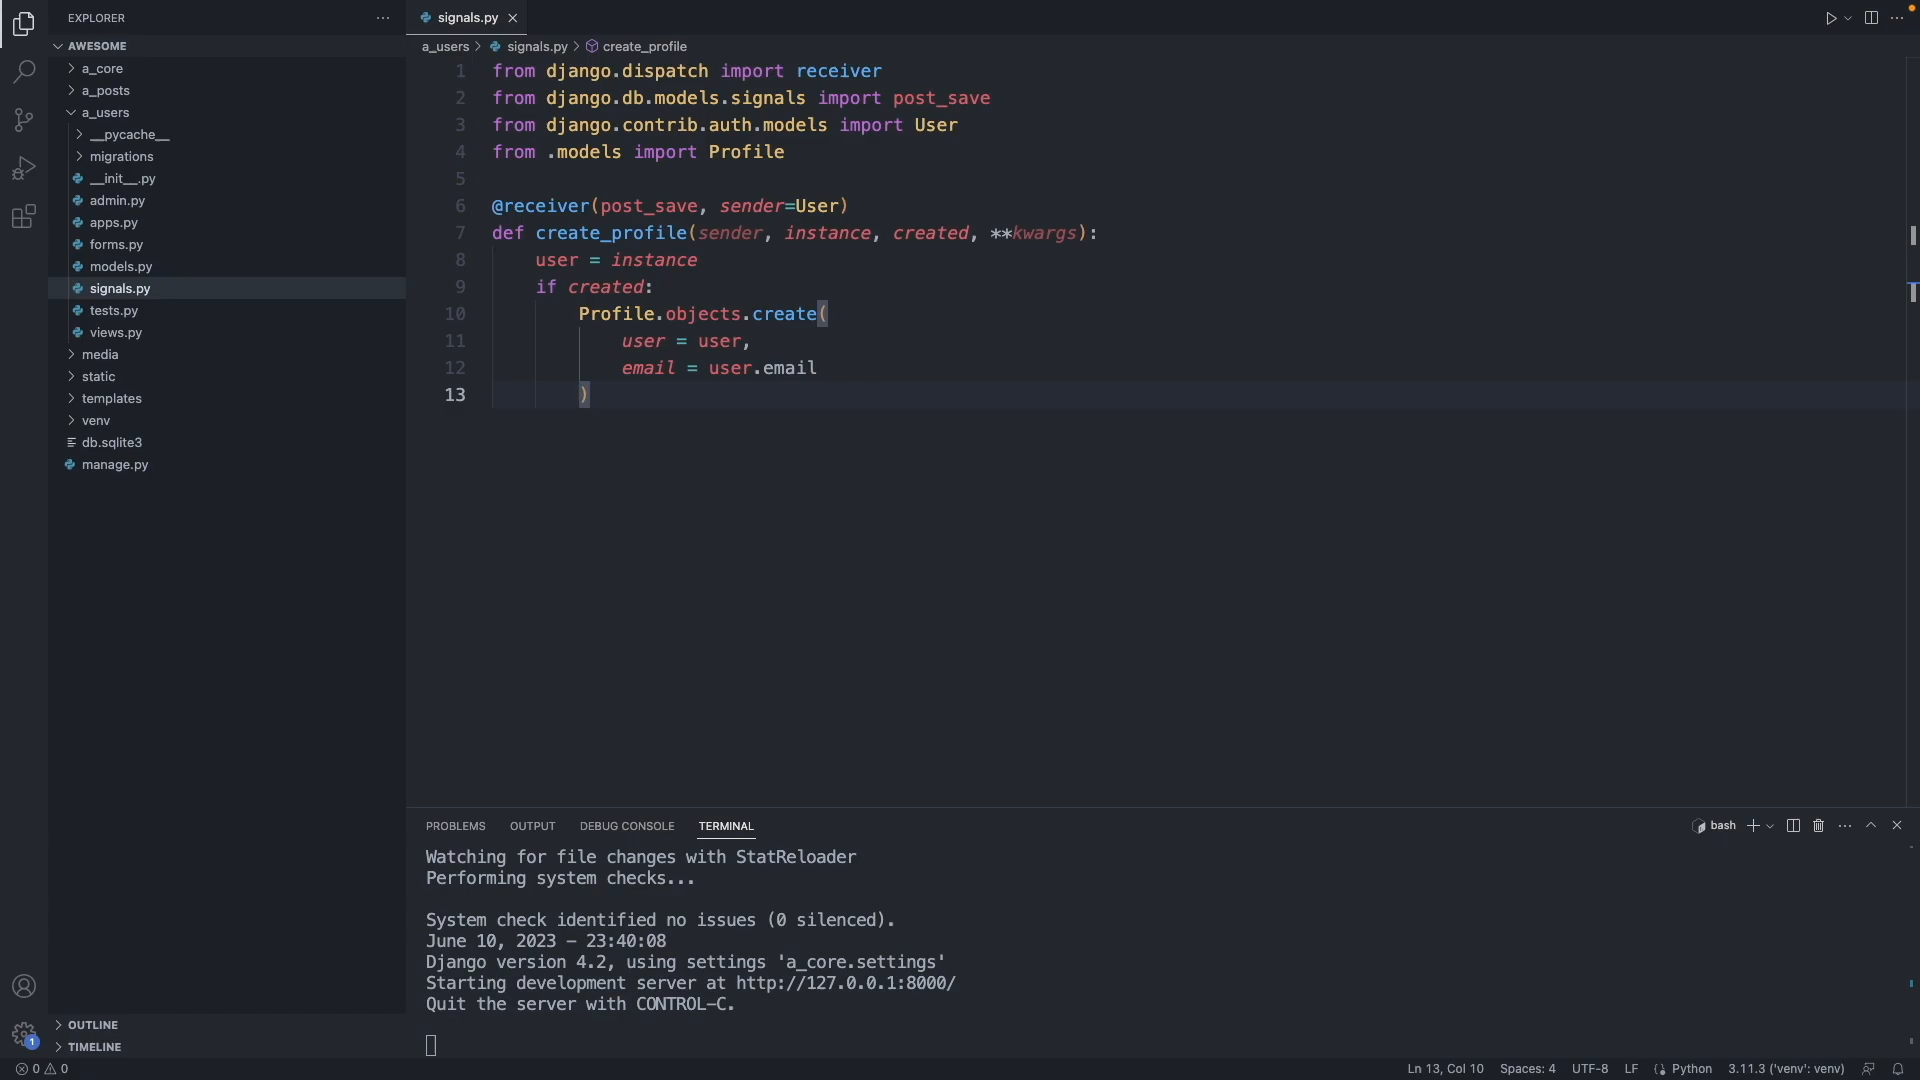 EXPLORER
AWESOME
a_core
a_posts
a_users
__pycache__
migrations
__init__.py
admin.py
apps.py
forms.py
models.py
signals.py
tests.py
views.py
media
static
templates
venv
db.sqlite3
manage.py
OUTLINE
TIMELINE
signals.py
a_users > signals.py > create_profile
1 from django.dispatch import receiver
2 from django.db.models.signals import post_save
3 from django.contrib.auth.models import User
4 from .models import Profile
5
6 @receiver(post_save, sender=User)
7 def create_profile(sender, instance, created, **kwargs):
8     user = instance
9     if created:
10         Profile.objects.create(
11             user = user,
12             email = user.email
13         )
PROBLEMS OUTPUT DEBUG CONSOLE TERMINAL
bash
Watching for file changes with StatReloader
Performing system checks...
System check identified no issues (0 silenced).
June 10, 2023 - 23:40:08
Django version 4.2, using settings 'a_core.settings'
Starting development server at http://127.0.0.1:8000/
Quit the server with CONTROL-C.
1
0 0
Ln 13, Col 10 Spaces: 4 UTF-8 LF Python 3.11.3 ('venv': venv)